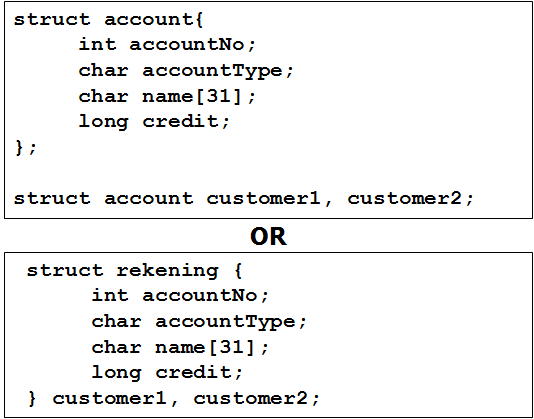 struct account{
int accountNo;
char accountType;
char name[31];
long credit;
};
struct account customer1, customer2;
OR
struct rekening {
int accountNo;
char accountType;
char name[31];
long credit;
} customer1, customer2;